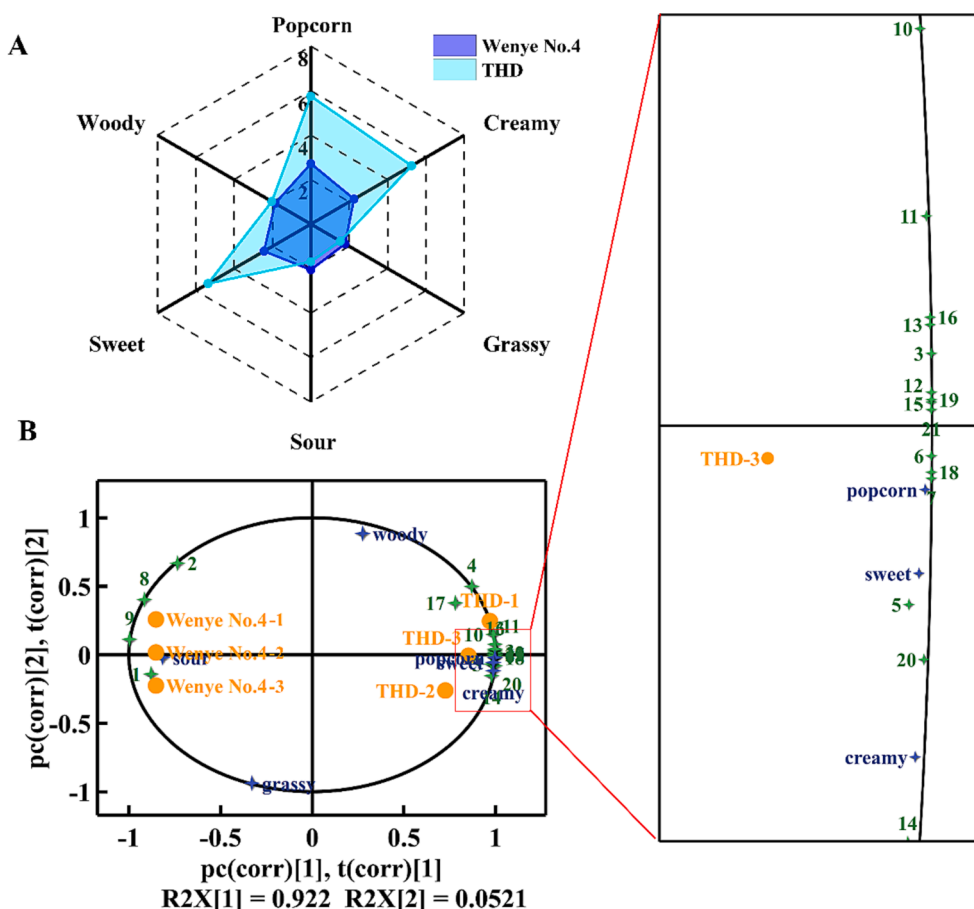 A
Popcorn
8
6
4
2
Wenye No.4
THD
Woody
Creamy
Sweet
Grassy
Sour
B
1
0.5
0
-0.5
-1
-1
-0.5
0
0.5
1
pc(corr)[2], t(corr)[2]
pc(corr)[1], t(corr)[1]
R2X[1] = 0.922 R2X[2] = 0.0521
woody
2
4
8
17
THD-1
9
Wenye No.4-1
10
11
THD-3
Wenye No.4-2
sour
popcorn
sweet
1
Wenye No.4-3
THD-2
20
creamy
14
grassy
10
11
16
13
3
12
19
15
21
6
THD-3
18
popcorn
7
sweet
5
20
creamy
14